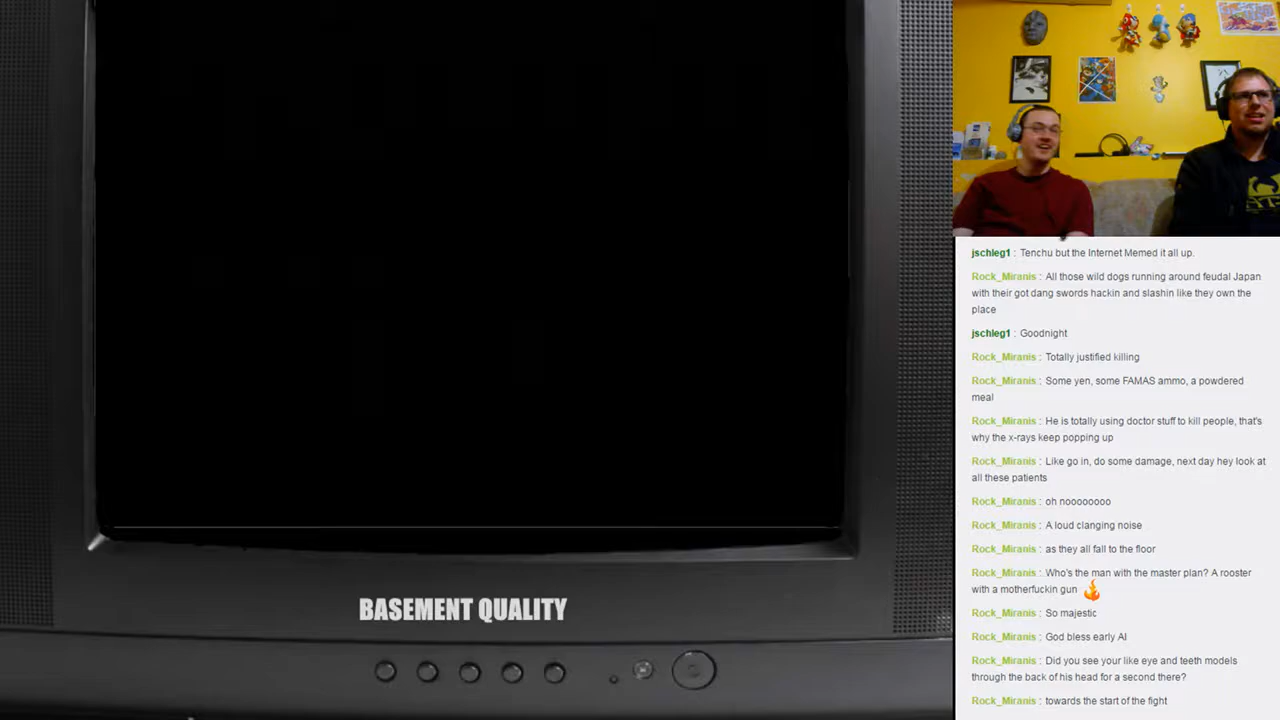 BASEMENT QUALITY
jschleg1 : Tenchu but the Internet Memed it all up.
Rock_Miranis : All those wild dogs running around feudal Japan
with their got dang swords hackin and slashin like they own the
place
jschleg1 : Goodnight
Rock_Miranis : Totally justified killing
Rock_Miranis : Some yen, some FAMAS ammo, a powdered
meal
Rock_Miranis : He is totally using doctor stuff to kill people, that's
why the x-rays keep popping up
Rock_Miranis : Like go in, do some damage, next day hey look at
all these patients
Rock_Miranis : oh noooooooo
Rock_Miranis : A loud clanging noise
Rock_Miranis : as they all fall to the floor
Rock_Miranis : Who's the man with the master plan? A rooster
with a motherfuckin gun
Rock_Miranis : So majestic
Rock_Miranis : God bless early AI
Rock_Miranis : Did you see your like eye and teeth models
through the back of his head for a second there?
Rock_Miranis : towards the start of the fight